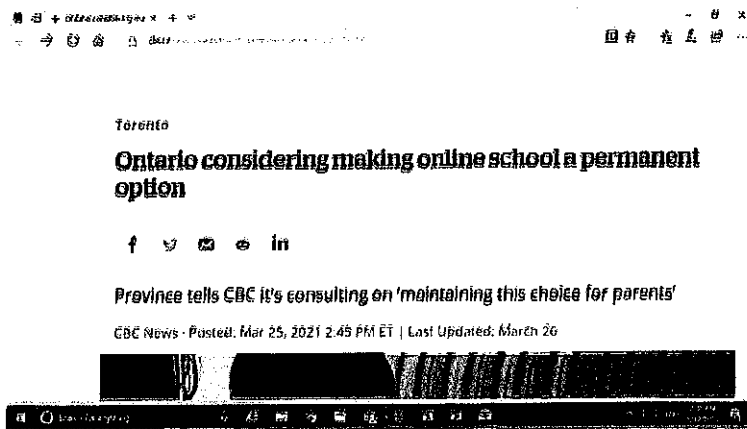 Toronto
Ontario considering making online school a permanent
option
f in
Province tells CBC it's consulting on 'maintaining this choice for parents'
CBC News · Posted: Mar 25, 2021 2:45 PM ET | Last Updated: March 26